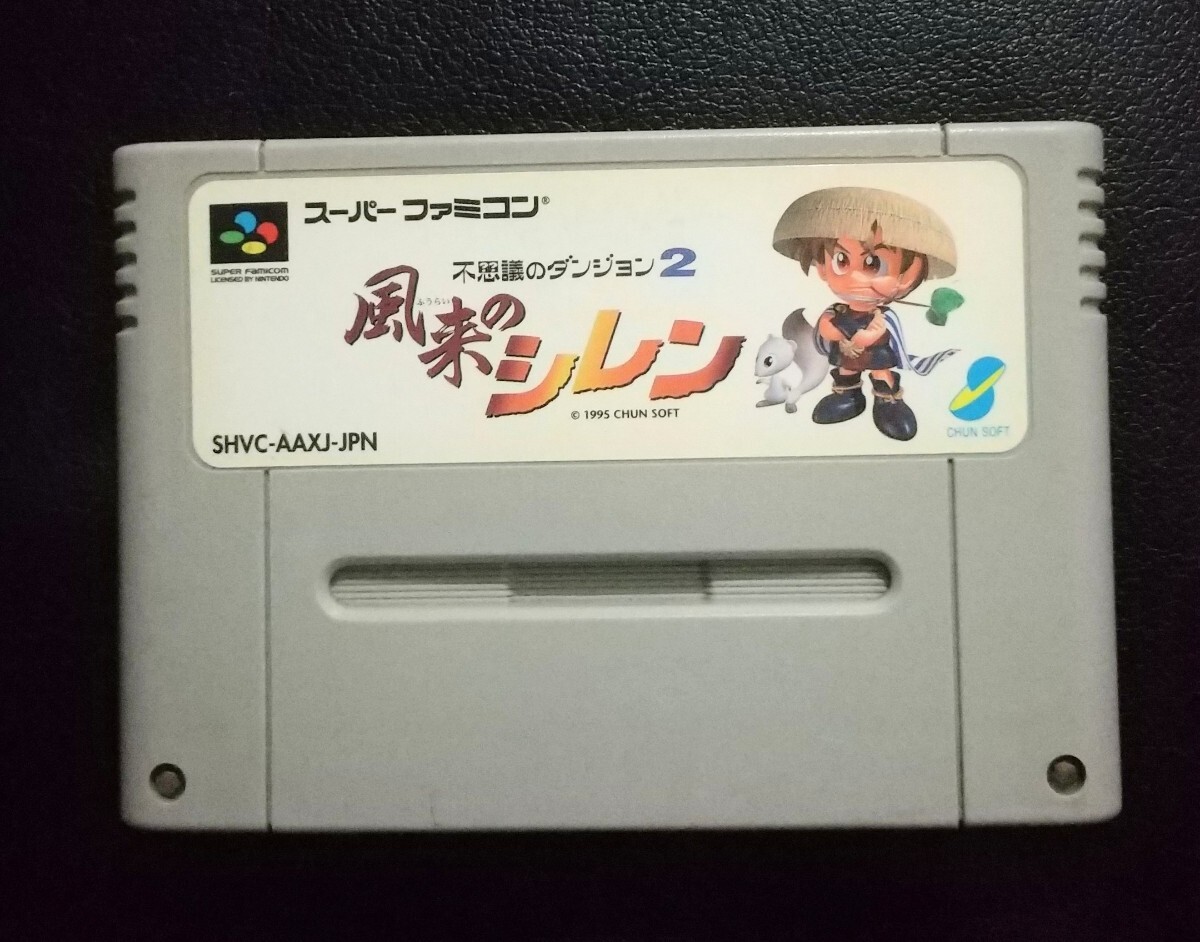 スーパーファミコン®
SUPER FAMICOM
LICENSED BY NINTENDO
不思議のダンジョン2
風来のシレン
ふうらい
© 1995 CHUN SOFT
CHUN SOFT
SHVC-AAXJ-JPN